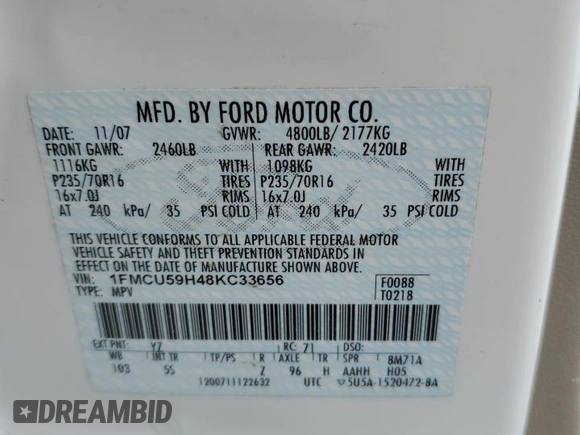 MFD. BY FORD MOTOR CO.
DATE: 11/07 GVWR: 4800LB/ 2177KG
FRONT GAWR: 2460LB REAR GAWR: 2420LB
1116KG WITH 1098KG WITH
P235/70R16 TIRES P235/70R16 TIRES
16x7.0J RIMS 16x7.0J RIMS
AT 240 kPa/ 35 PSI COLD AT 240 kPa/ 35 PSI COLD
THIS VEHICLE CONFORMS TO ALL APPLICABLE FEDERAL MOTOR
VEHICLE SAFETY AND THEFT PREVENTION STANDARDS IN
EFFECT ON THE DATE OF MANUFACTURE SHOWN ABOVE.
VIN: 1FMCU59H48KC33656 F0088
TYPE: MPV T0218
EXT PNT: YZ RC: 71 DSO:
WB INT TR TP/PS R AXLE TR SPR 8M71A
103 5S Z 96 H AAHH H05
1200711122632 UTC 5U5A-1520472-BA
DREAMBID